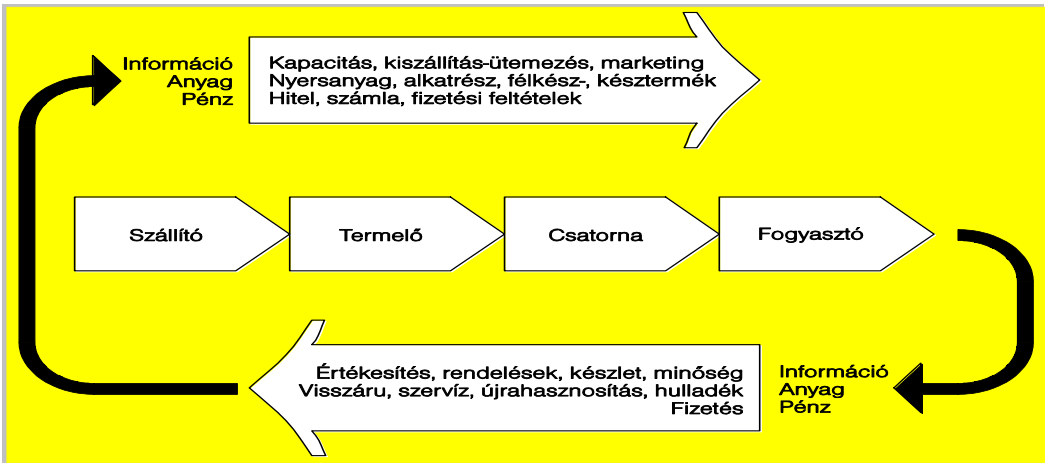 Információ
Anyag
Pénz
Kapacitás, kiszállítás-ütemezés, marketing
Nyersanyag, alkatrész, félkész-, késztermék
Hitel, számla, fizetési feltételek
Szállító
Termelő
Csatorna
Fogyasztó
Értékesítés, rendelések, készlet, minőség
Visszáru, szervíz, újrahasznosítás, hulladék
Fizetés
Információ
Anyag
Pénz